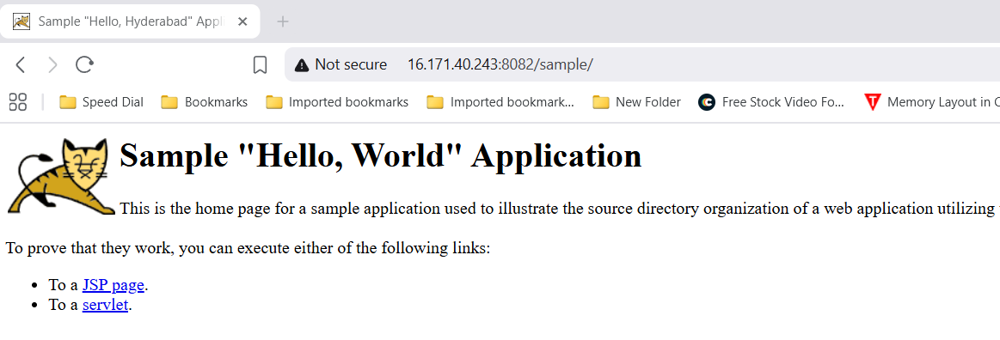 Sample "Hello, Hyderabad" Appl
Not secure 16.171.40.243:8082/sample/
Speed Dial Bookmarks Imported bookmarks Imported bookmark... New Folder Free Stock Video Fo... Memory Layout in C
Sample "Hello, World" Application
This is the home page for a sample application used to illustrate the source directory organization of a web application utilizing
To prove that they work, you can execute either of the following links:
• To a JSP page.
• To a servlet.